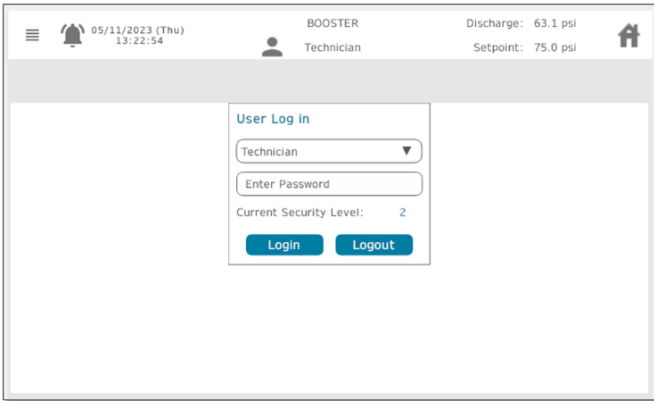 05/11/2023 (Thu)
13:22:54
BOOSTER
Technician
Discharge: 63.1 psi
Setpoint: 75.0 psi
User Log in
Technician
Enter Password
Current Security Level: 2
Login Logout